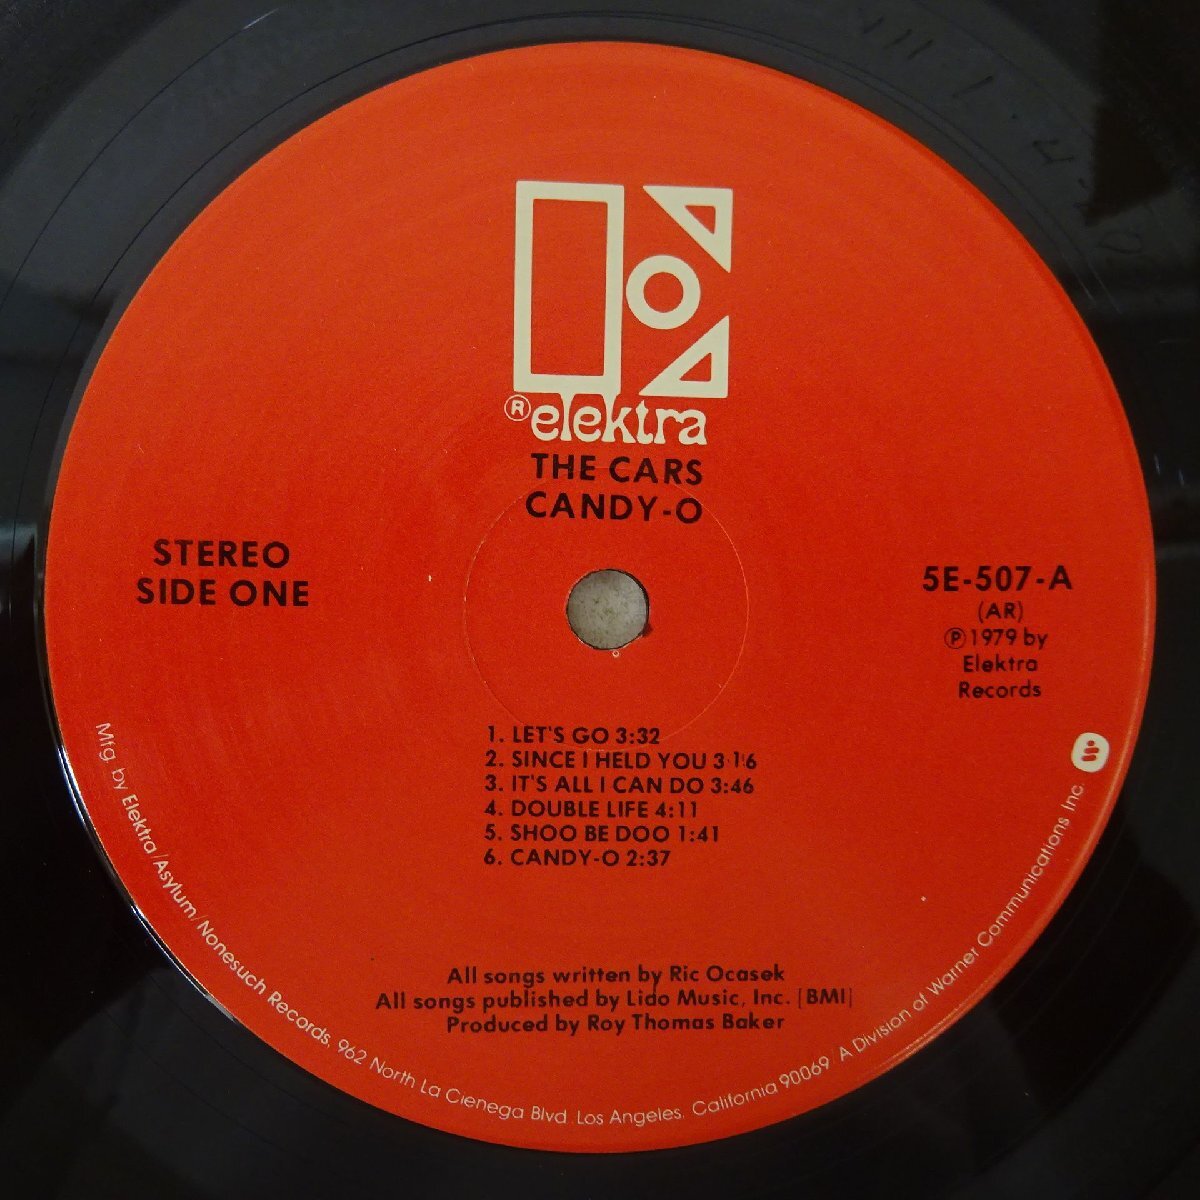 ® elektra
THE CARS
CANDY-O
STEREO
SIDE ONE
5E-507-A
(AR)
℗ 1979 by
Elektra
Records
1. LET'S GO 3:32
2. SINCE I HELD YOU 3 16
3. IT'S ALL I CAN DO 3:46
4. DOUBLE LIFE 4:11
5. SHOO BE DOO 1:41
6. CANDY-O 2:37
All songs written by Ric Ocasek
All songs published by Lido Music, Inc. [BMI]
Produced by Roy Thomas Baker
Mfg. by Elektra/Asylum/Nonesuch Records, 962 North La Cienega Blvd. Los Angeles. California 90069 A Division of Warner Communications Inc.